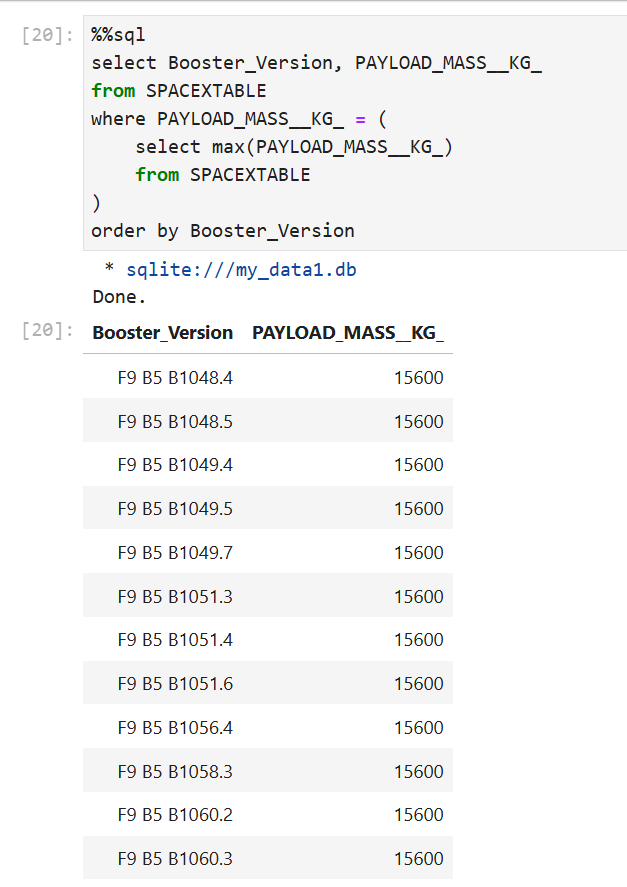 [20]: %%sql
select Booster_Version, PAYLOAD_MASS__KG_
from SPACEXTABLE
where PAYLOAD_MASS__KG_ = (
    select max(PAYLOAD_MASS__KG_)
    from SPACEXTABLE
)
order by Booster_Version
* sqlite:///my_data1.db
Done.
[20]: Booster_Version PAYLOAD_MASS__KG_
F9 B5 B1048.4 15600
F9 B5 B1048.5 15600
F9 B5 B1049.4 15600
F9 B5 B1049.5 15600
F9 B5 B1049.7 15600
F9 B5 B1051.3 15600
F9 B5 B1051.4 15600
F9 B5 B1051.6 15600
F9 B5 B1056.4 15600
F9 B5 B1058.3 15600
F9 B5 B1060.2 15600
F9 B5 B1060.3 15600